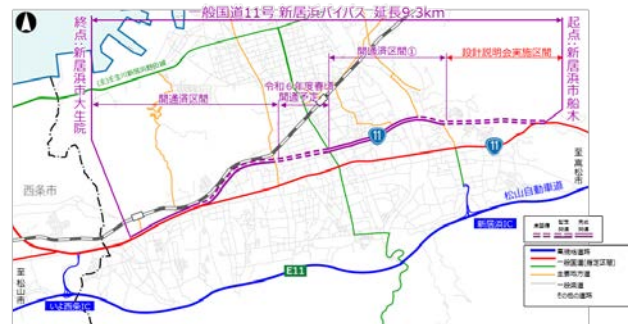 一般国道11号 新居浜バイパス 延長9.3km
終点:新居浜市大生院
起点:新居浜市船木
開通済区間①
設計説明会実施区間
令和6年度春頃
開通予定
開通済区間
11
11
至高松市
西条市
松山自動車道
新居浜IC
E11
至松山市
いよ西条IC
高規格道路
一般国道(指定区間)
主要地方道
一般県道
その他の道路